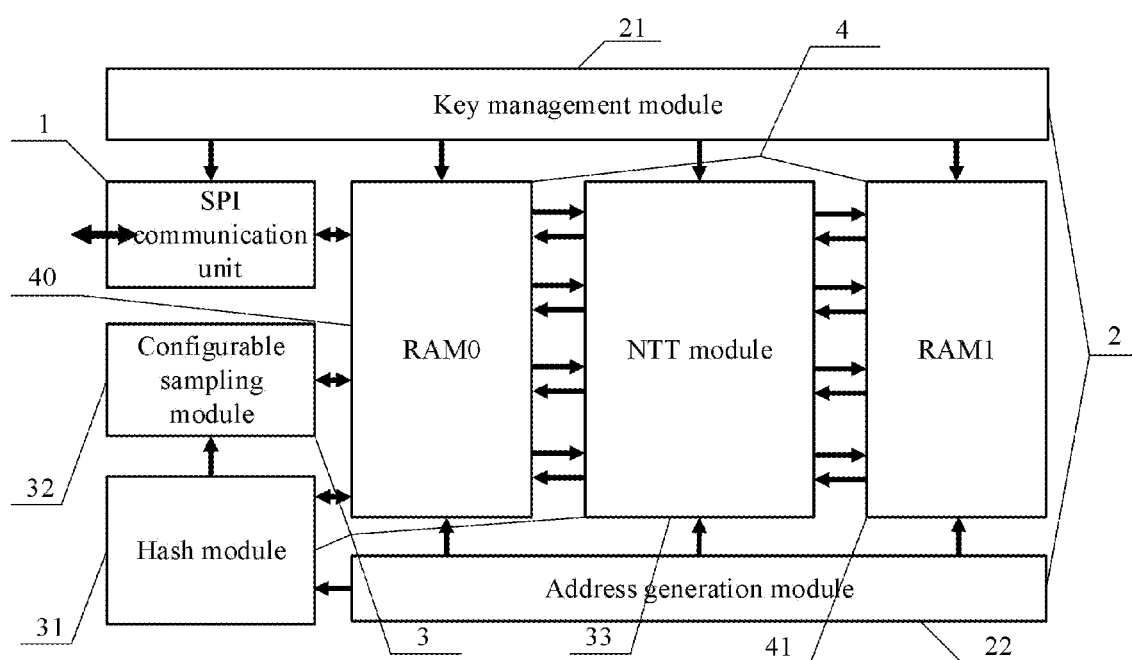 21
4
Key management module
1
SPI
communication
unit
40
RAM0
NTT module
RAM1
2
Configurable
sampling
module
32
Hash module
Address generation module
31
3
33
41
22